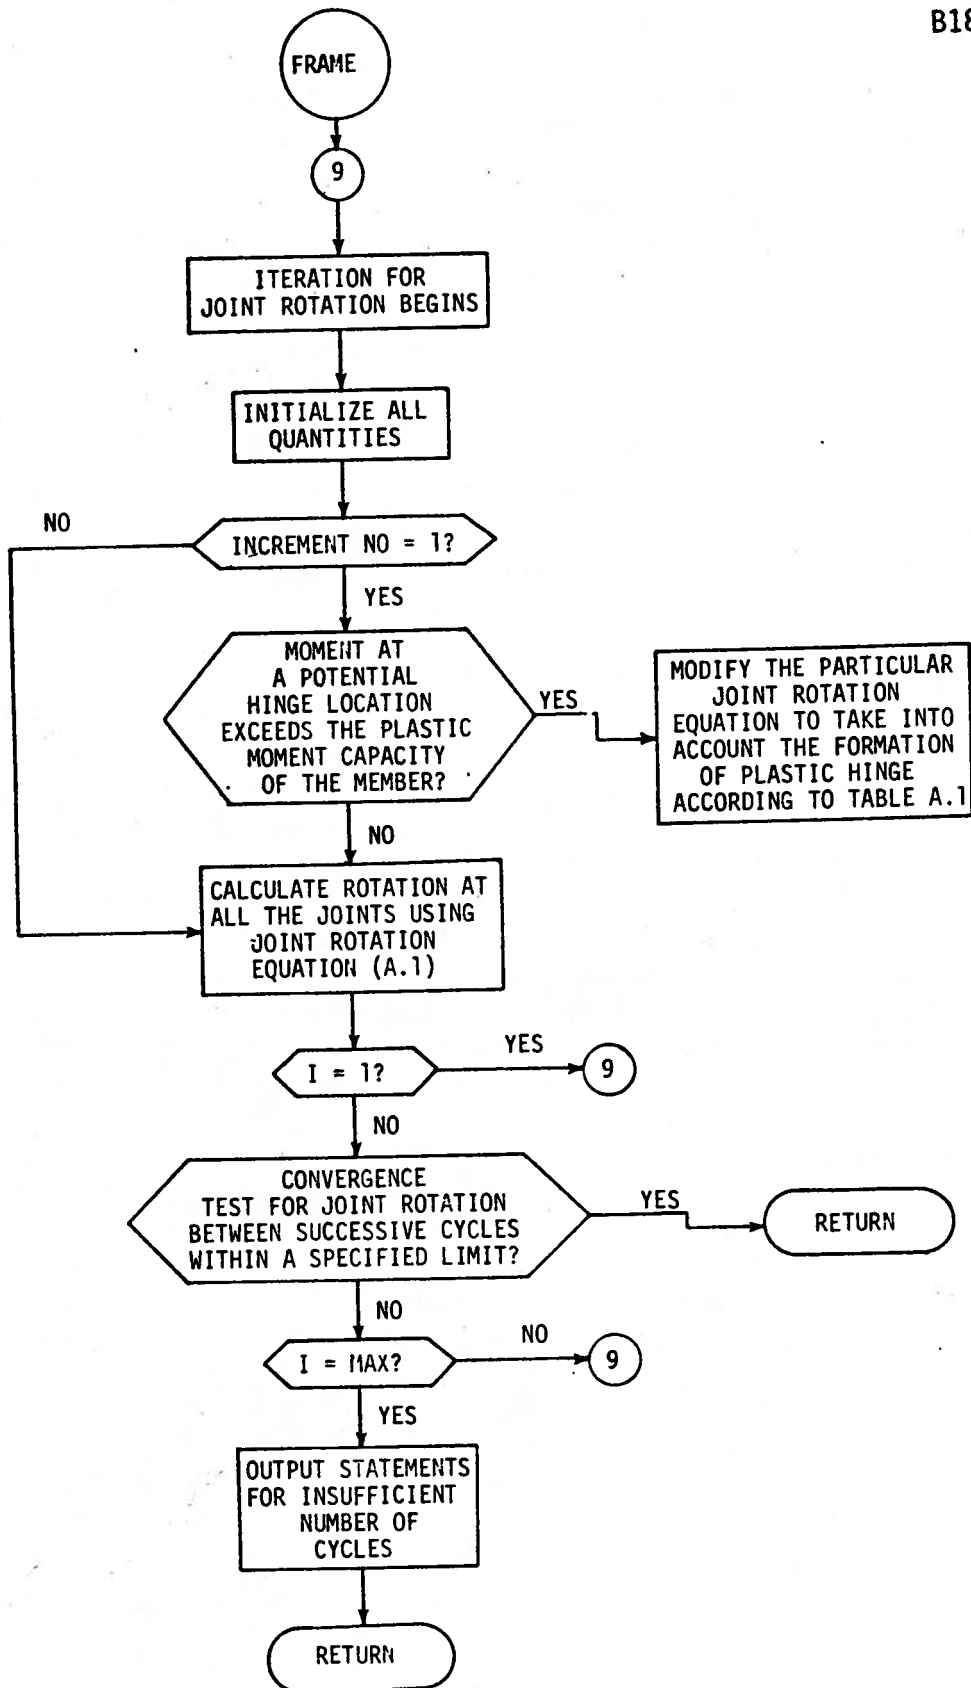 B18
FRAME
9
ITERATION FOR
JOINT ROTATION BEGINS
INITIALIZE ALL
QUANTITIES
NO
INCREMENT NO = 1?
YES
MOMENT AT
A POTENTIAL
HINGE LOCATION
EXCEEDS THE PLASTIC
MOMENT CAPACITY
OF THE MEMBER?
YES
MODIFY THE PARTICULAR
JOINT ROTATION
EQUATION TO TAKE INTO
ACCOUNT THE FORMATION
OF PLASTIC HINGE
ACCORDING TO TABLE A.1
NO
CALCULATE ROTATION AT
ALL THE JOINTS USING
JOINT ROTATION
EQUATION (A.1)
I = 1?
YES
9
NO
CONVERGENCE
TEST FOR JOINT ROTATION
BETWEEN SUCCESSIVE CYCLES
WITHIN A SPECIFIED LIMIT?
YES
RETURN
NO
I = MAX?
NO
9
YES
OUTPUT STATEMENTS
FOR INSUFFICIENT
NUMBER OF
CYCLES
RETURN